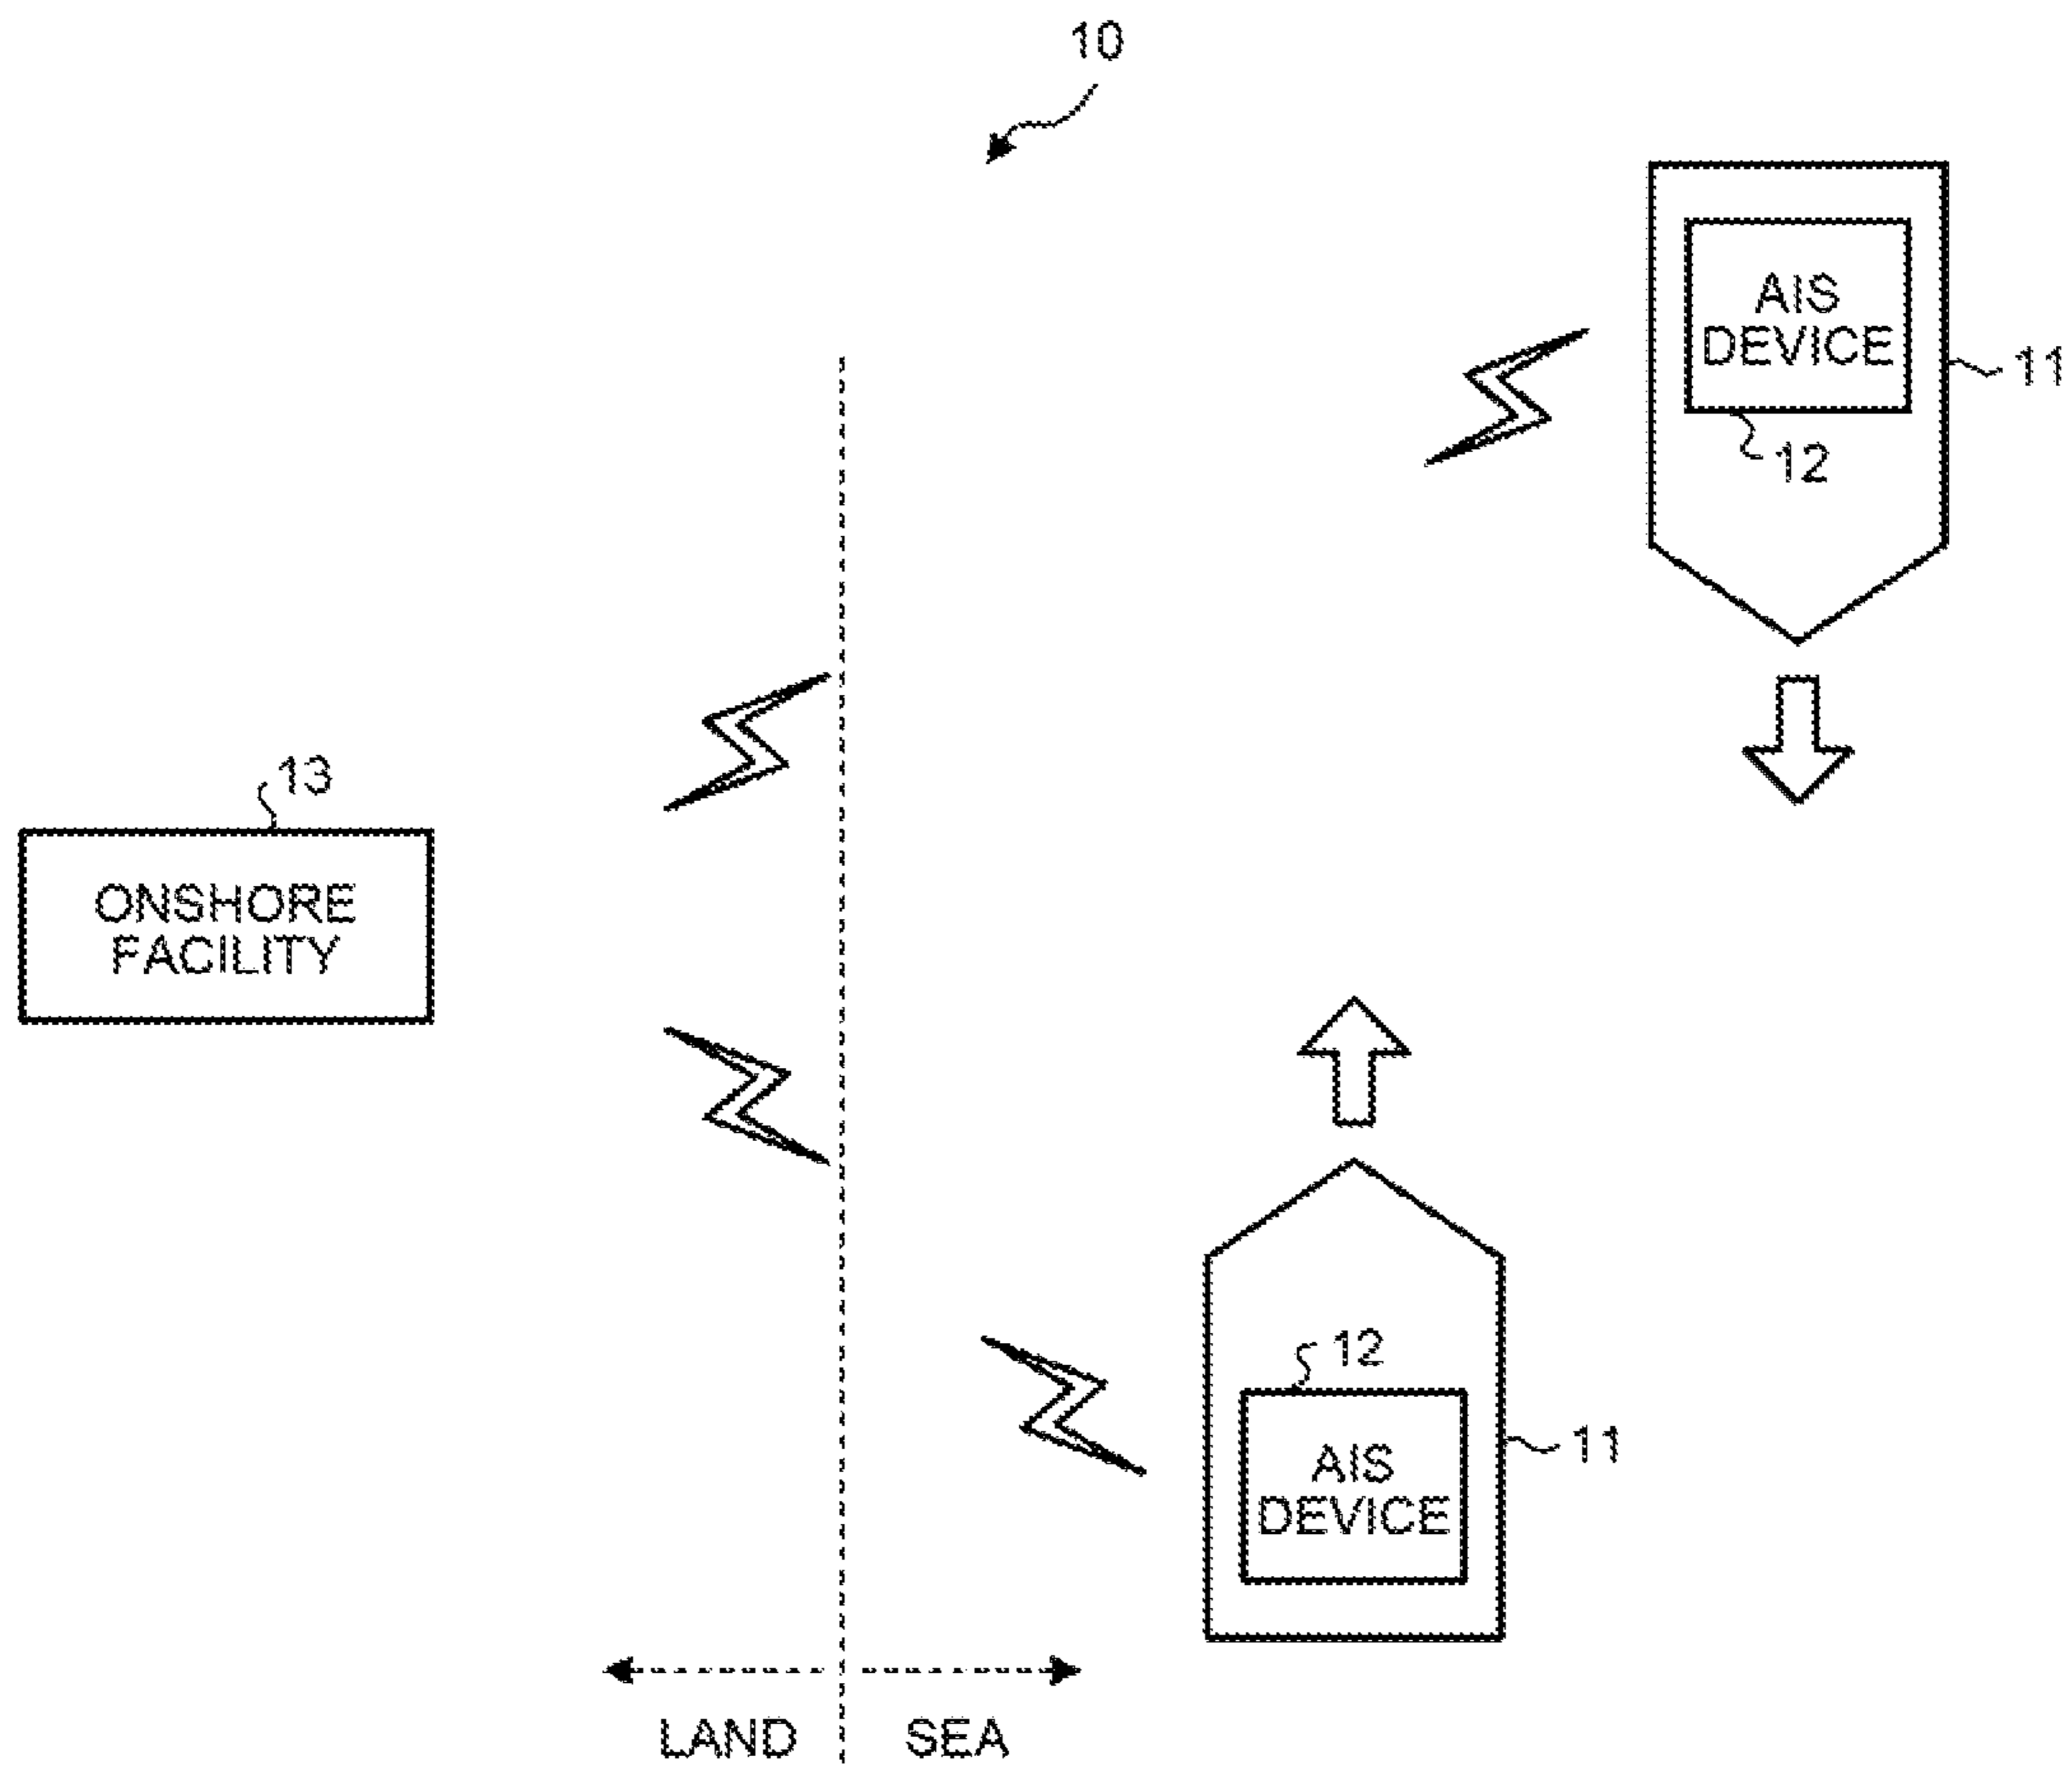 10
AIS
DEVICE
11
12
13
ONSHORE
FACILITY
12
AIS
DEVICE
11
LAND
SEA